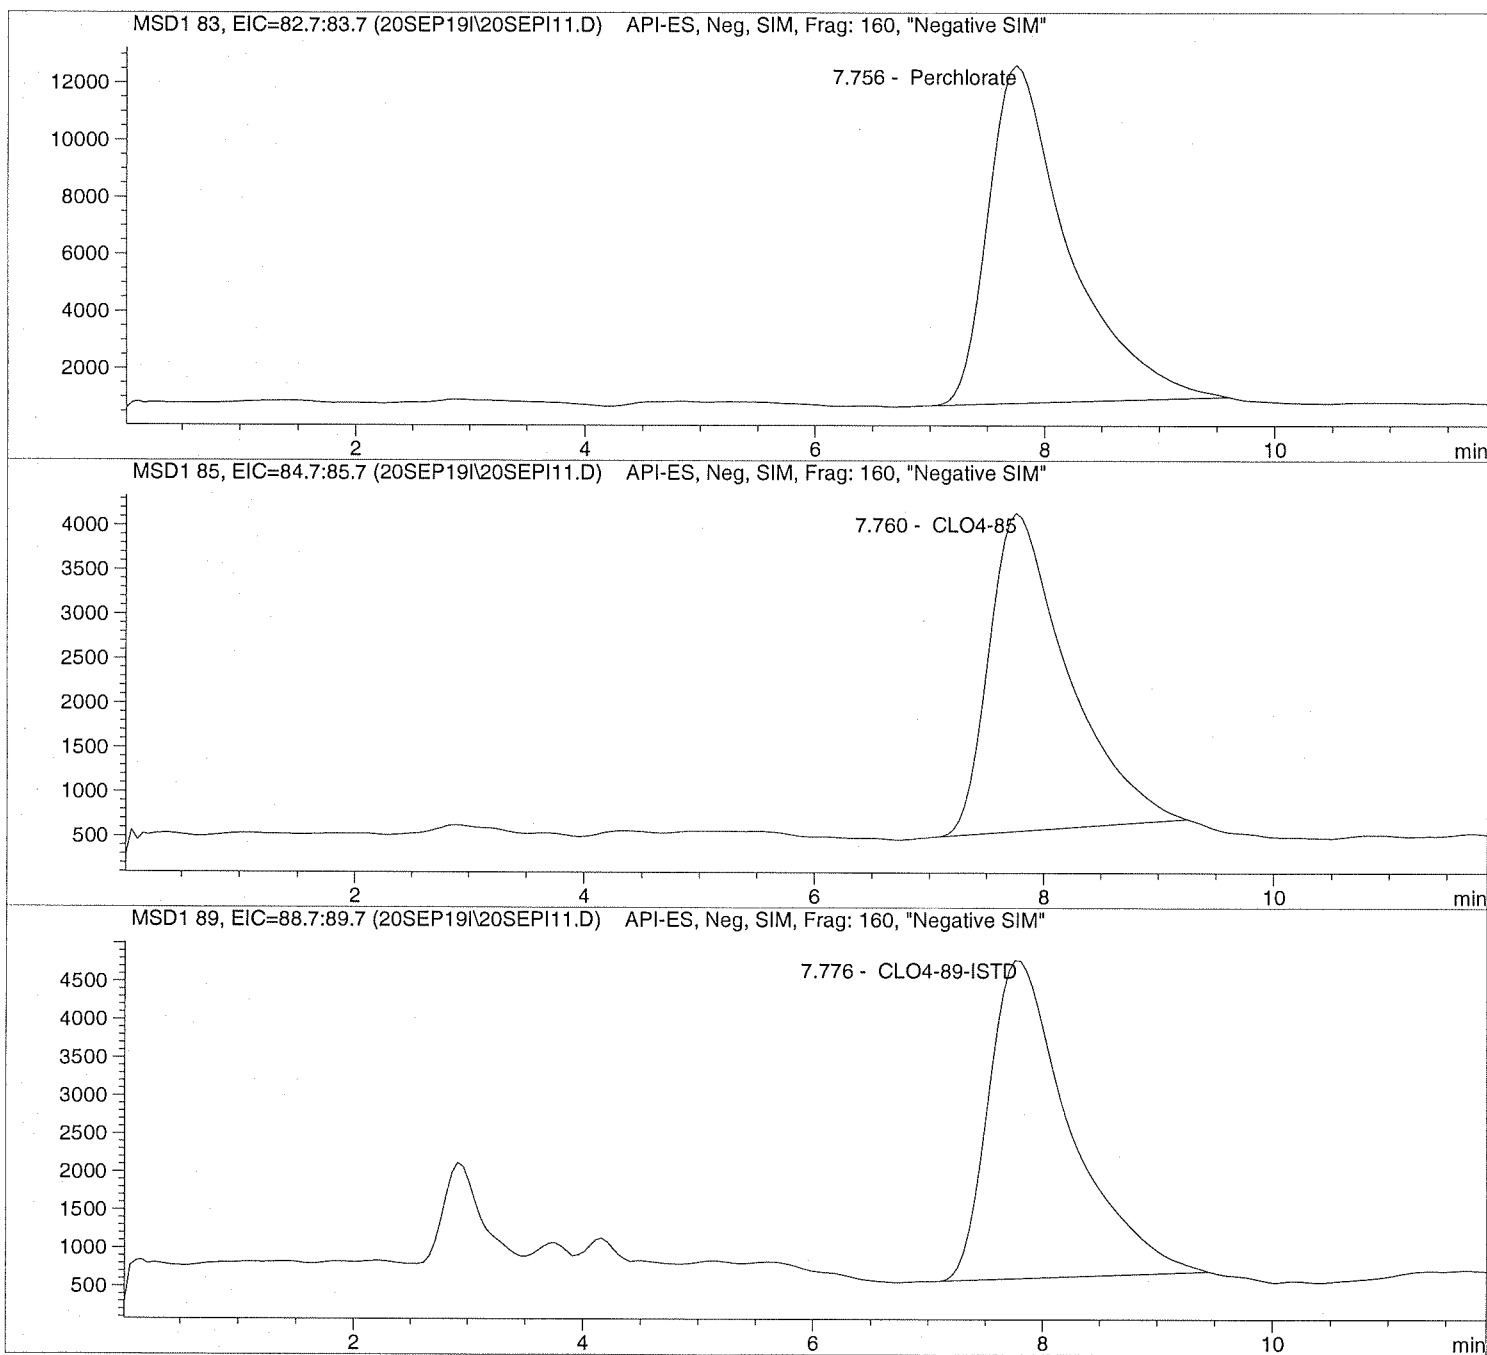 MSD1 83, EIC=82.7:83.7 (20SEP19I\20SEPI11.D) API-ES, Neg, SIM, Frag: 160, "Negative SIM"
7.756 - Perchlorate
12000
10000
8000
6000
4000
2000
2 4 6 8 10 min
MSD1 85, EIC=84.7:85.7 (20SEP19I\20SEPI11.D) API-ES, Neg, SIM, Frag: 160, "Negative SIM"
7.760 - CLO4-85
4000
3500
3000
2500
2000
1500
1000
500
2 4 6 8 10 min
MSD1 89, EIC=88.7:89.7 (20SEP19I\20SEPI11.D) API-ES, Neg, SIM, Frag: 160, "Negative SIM"
7.776 - CLO4-89-ISTD
4500
4000
3500
3000
2500
2000
1500
1000
500
2 4 6 8 10 min